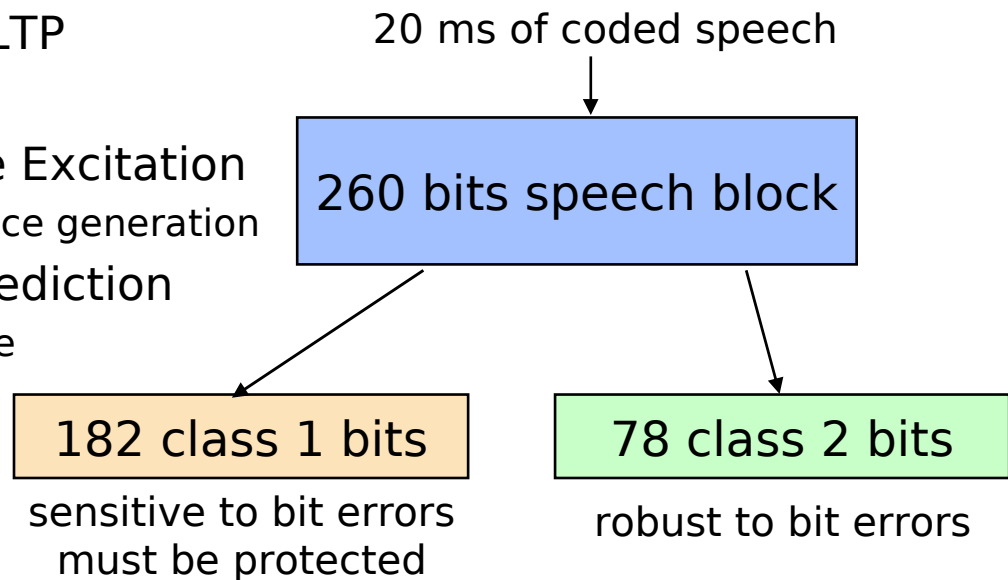 LTP
e Excitation
ce generation
ediction
e
20 ms of coded speech
260 bits speech block
182 class 1 bits
sensitive to bit errors
must be protected
78 class 2 bits
robust to bit errors